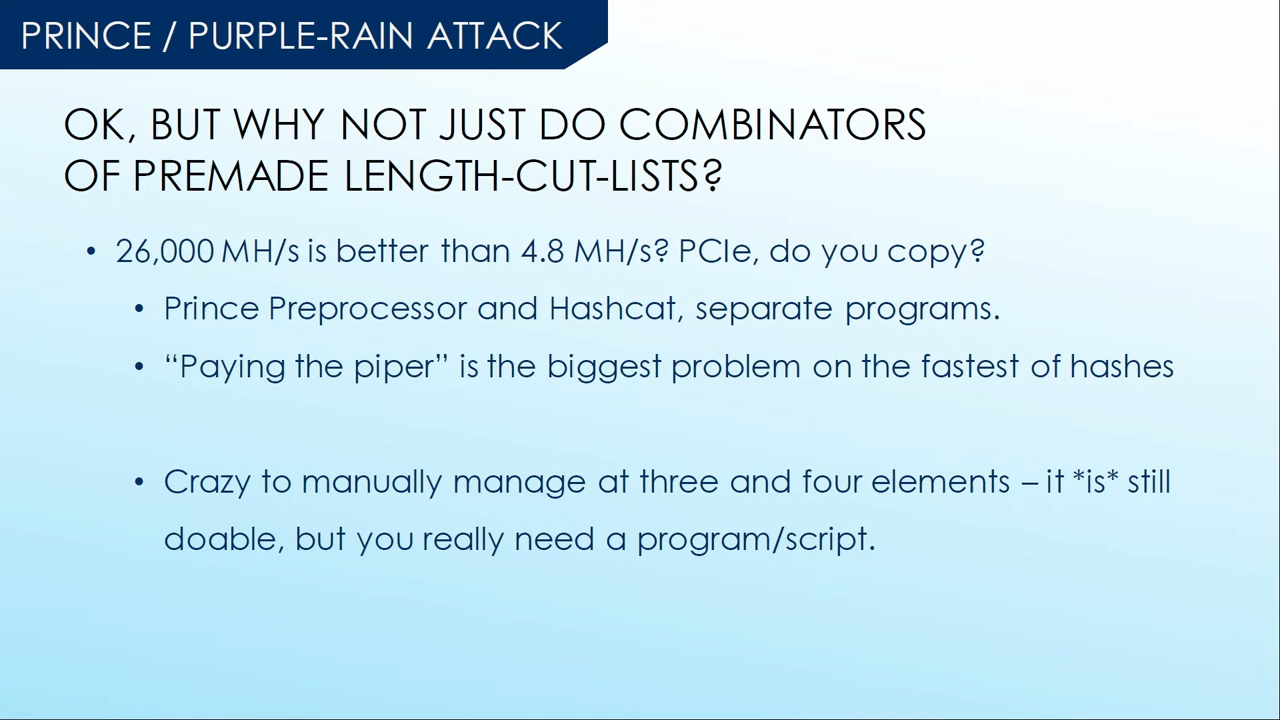 PRINCE / PURPLE-RAIN ATTACK
OK, BUT WHY NOT JUST DO COMBINATORS
OF PREMADE LENGTH-CUT-LISTS?
• 26,000 MH/s is better than 4.8 MH/s? PCIe, do you copy?
• Prince Preprocessor and Hashcat, separate programs.
• “Paying the piper” is the biggest problem on the fastest of hashes
• Crazy to manually manage at three and four elements – it *is* still
doable, but you really need a program/script.